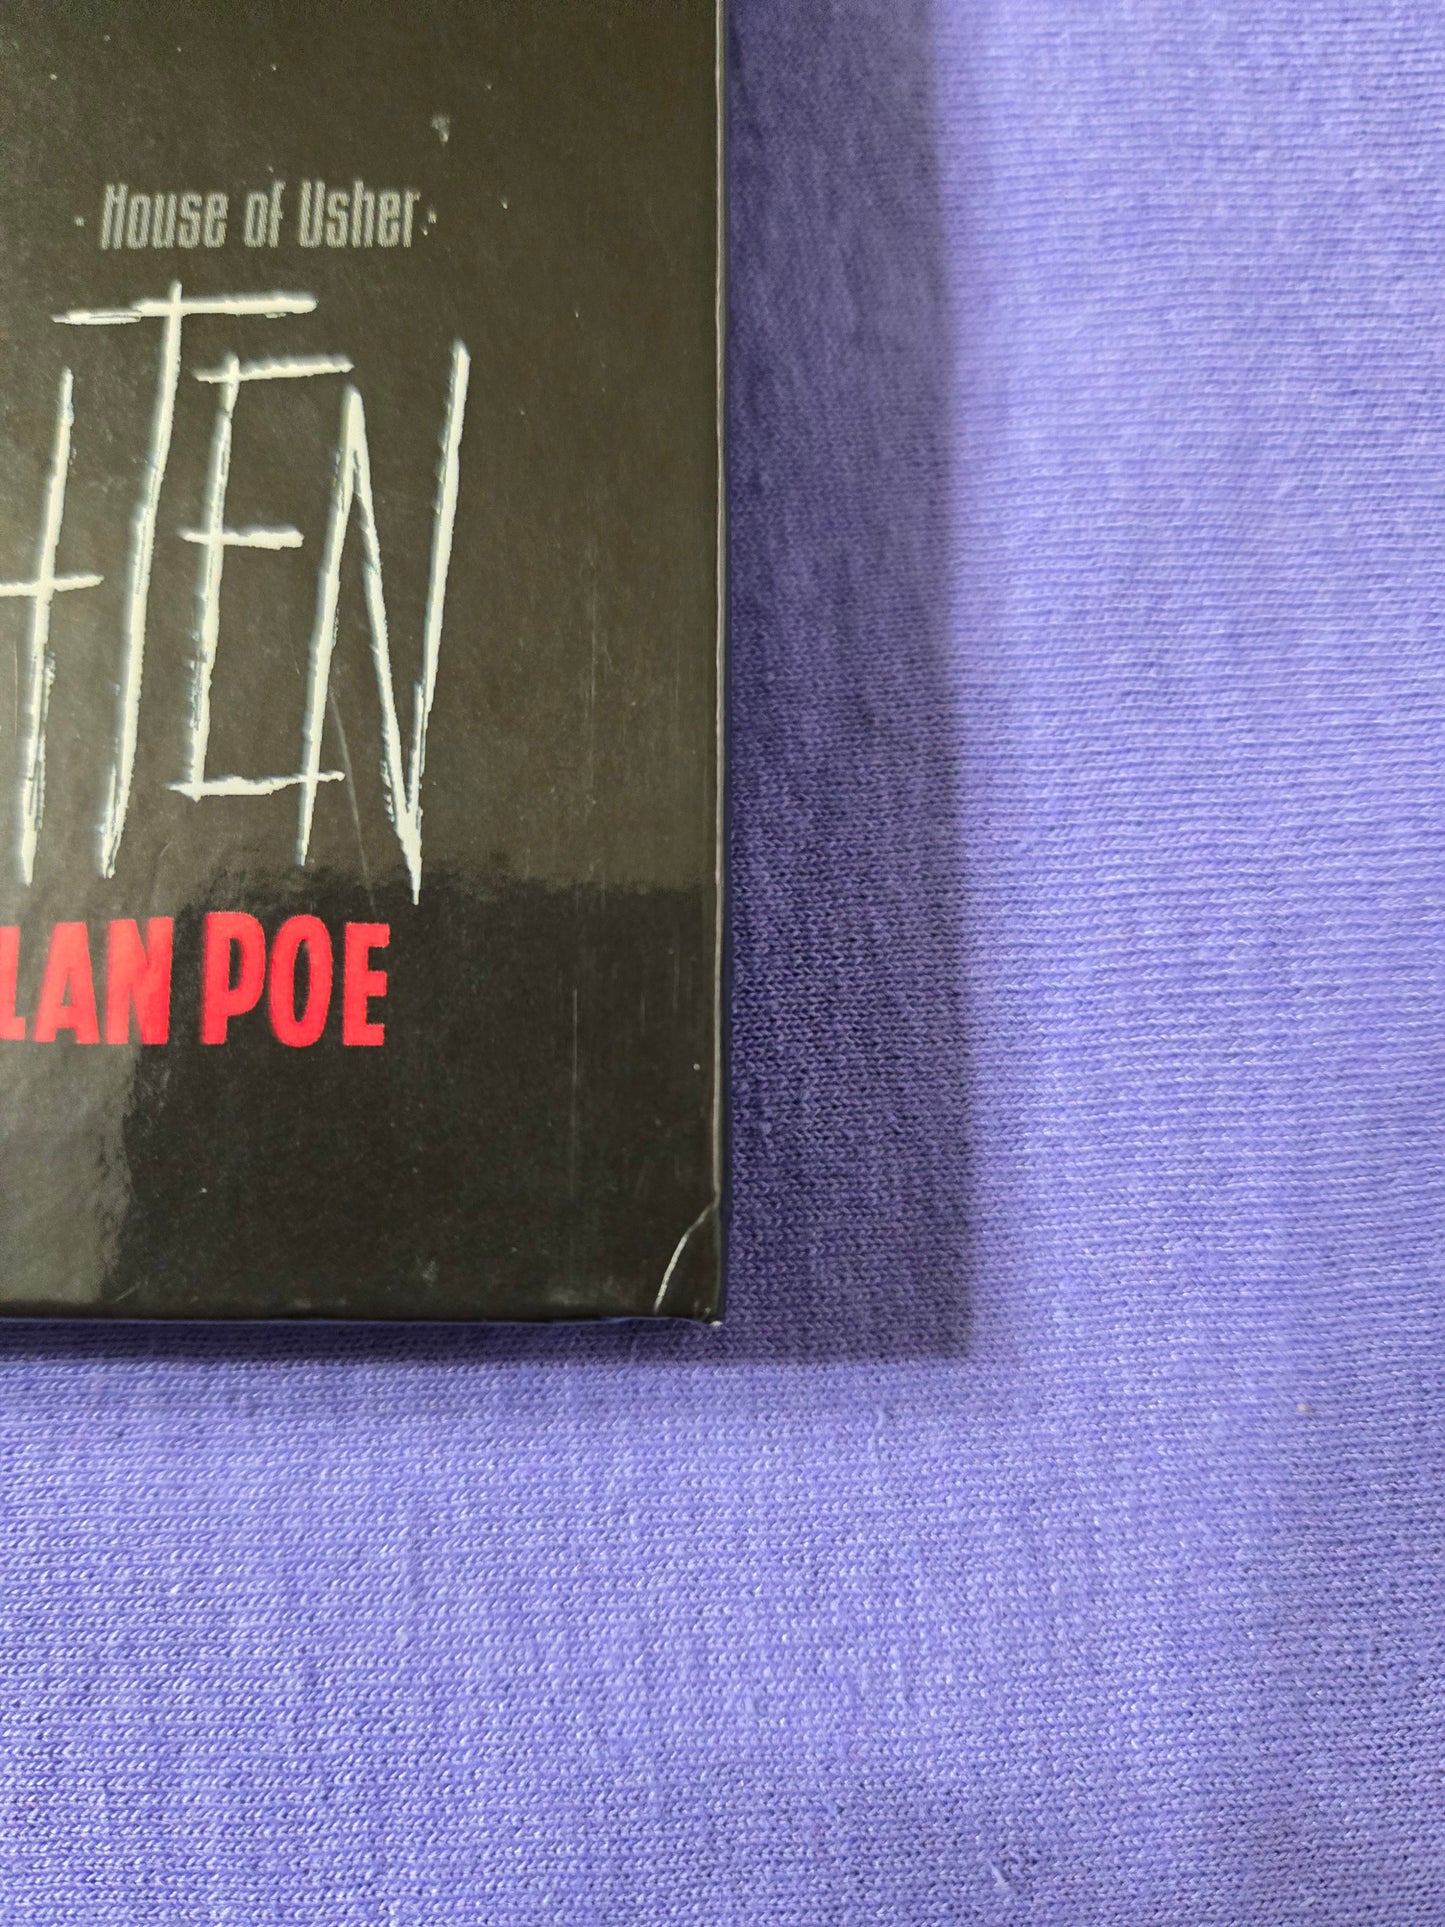 House of Usher
HTEN
LAN POE